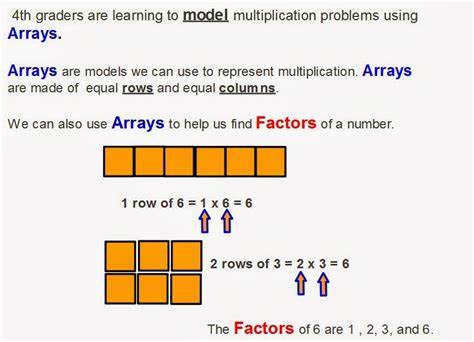 4th graders are learning to model multiplication problems using
Arrays.
Arrays are models we can use to represent multiplication. Arrays
are made of equal rows and equal columns.
We can also use Arrays to help us find Factors of a number.
1 row of 6 = 1 x 6 = 6
2 rows of 3 = 2 x 3 = 6
The Factors of 6 are 1 , 2, 3, and 6.